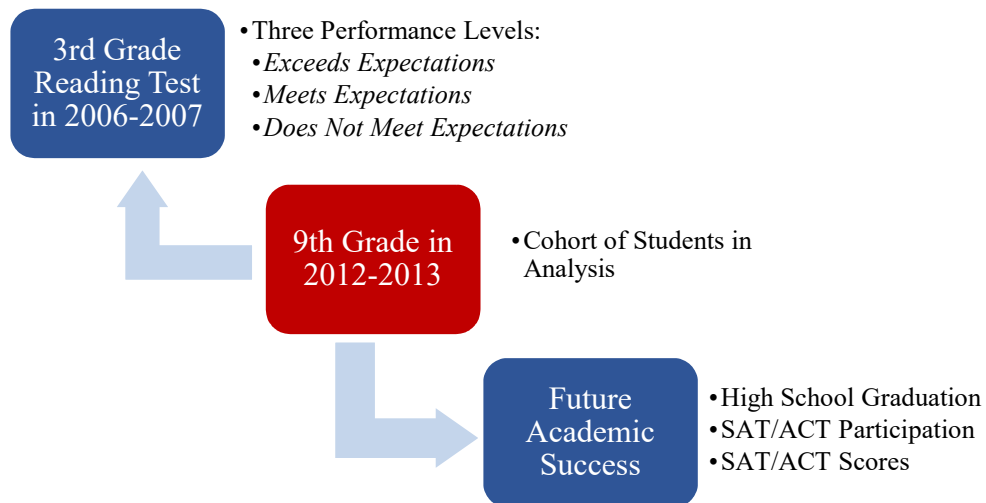 3rd Grade
Reading Test
in 2006-2007
•Three Performance Levels:
•Exceeds Expectations
•Meets Expectations
•Does Not Meet Expectations
9th Grade in
2012-2013
•Cohort of Students in
Analysis
Future
Academic
Success
•High School Graduation
•SAT/ACT Participation
•SAT/ACT Scores